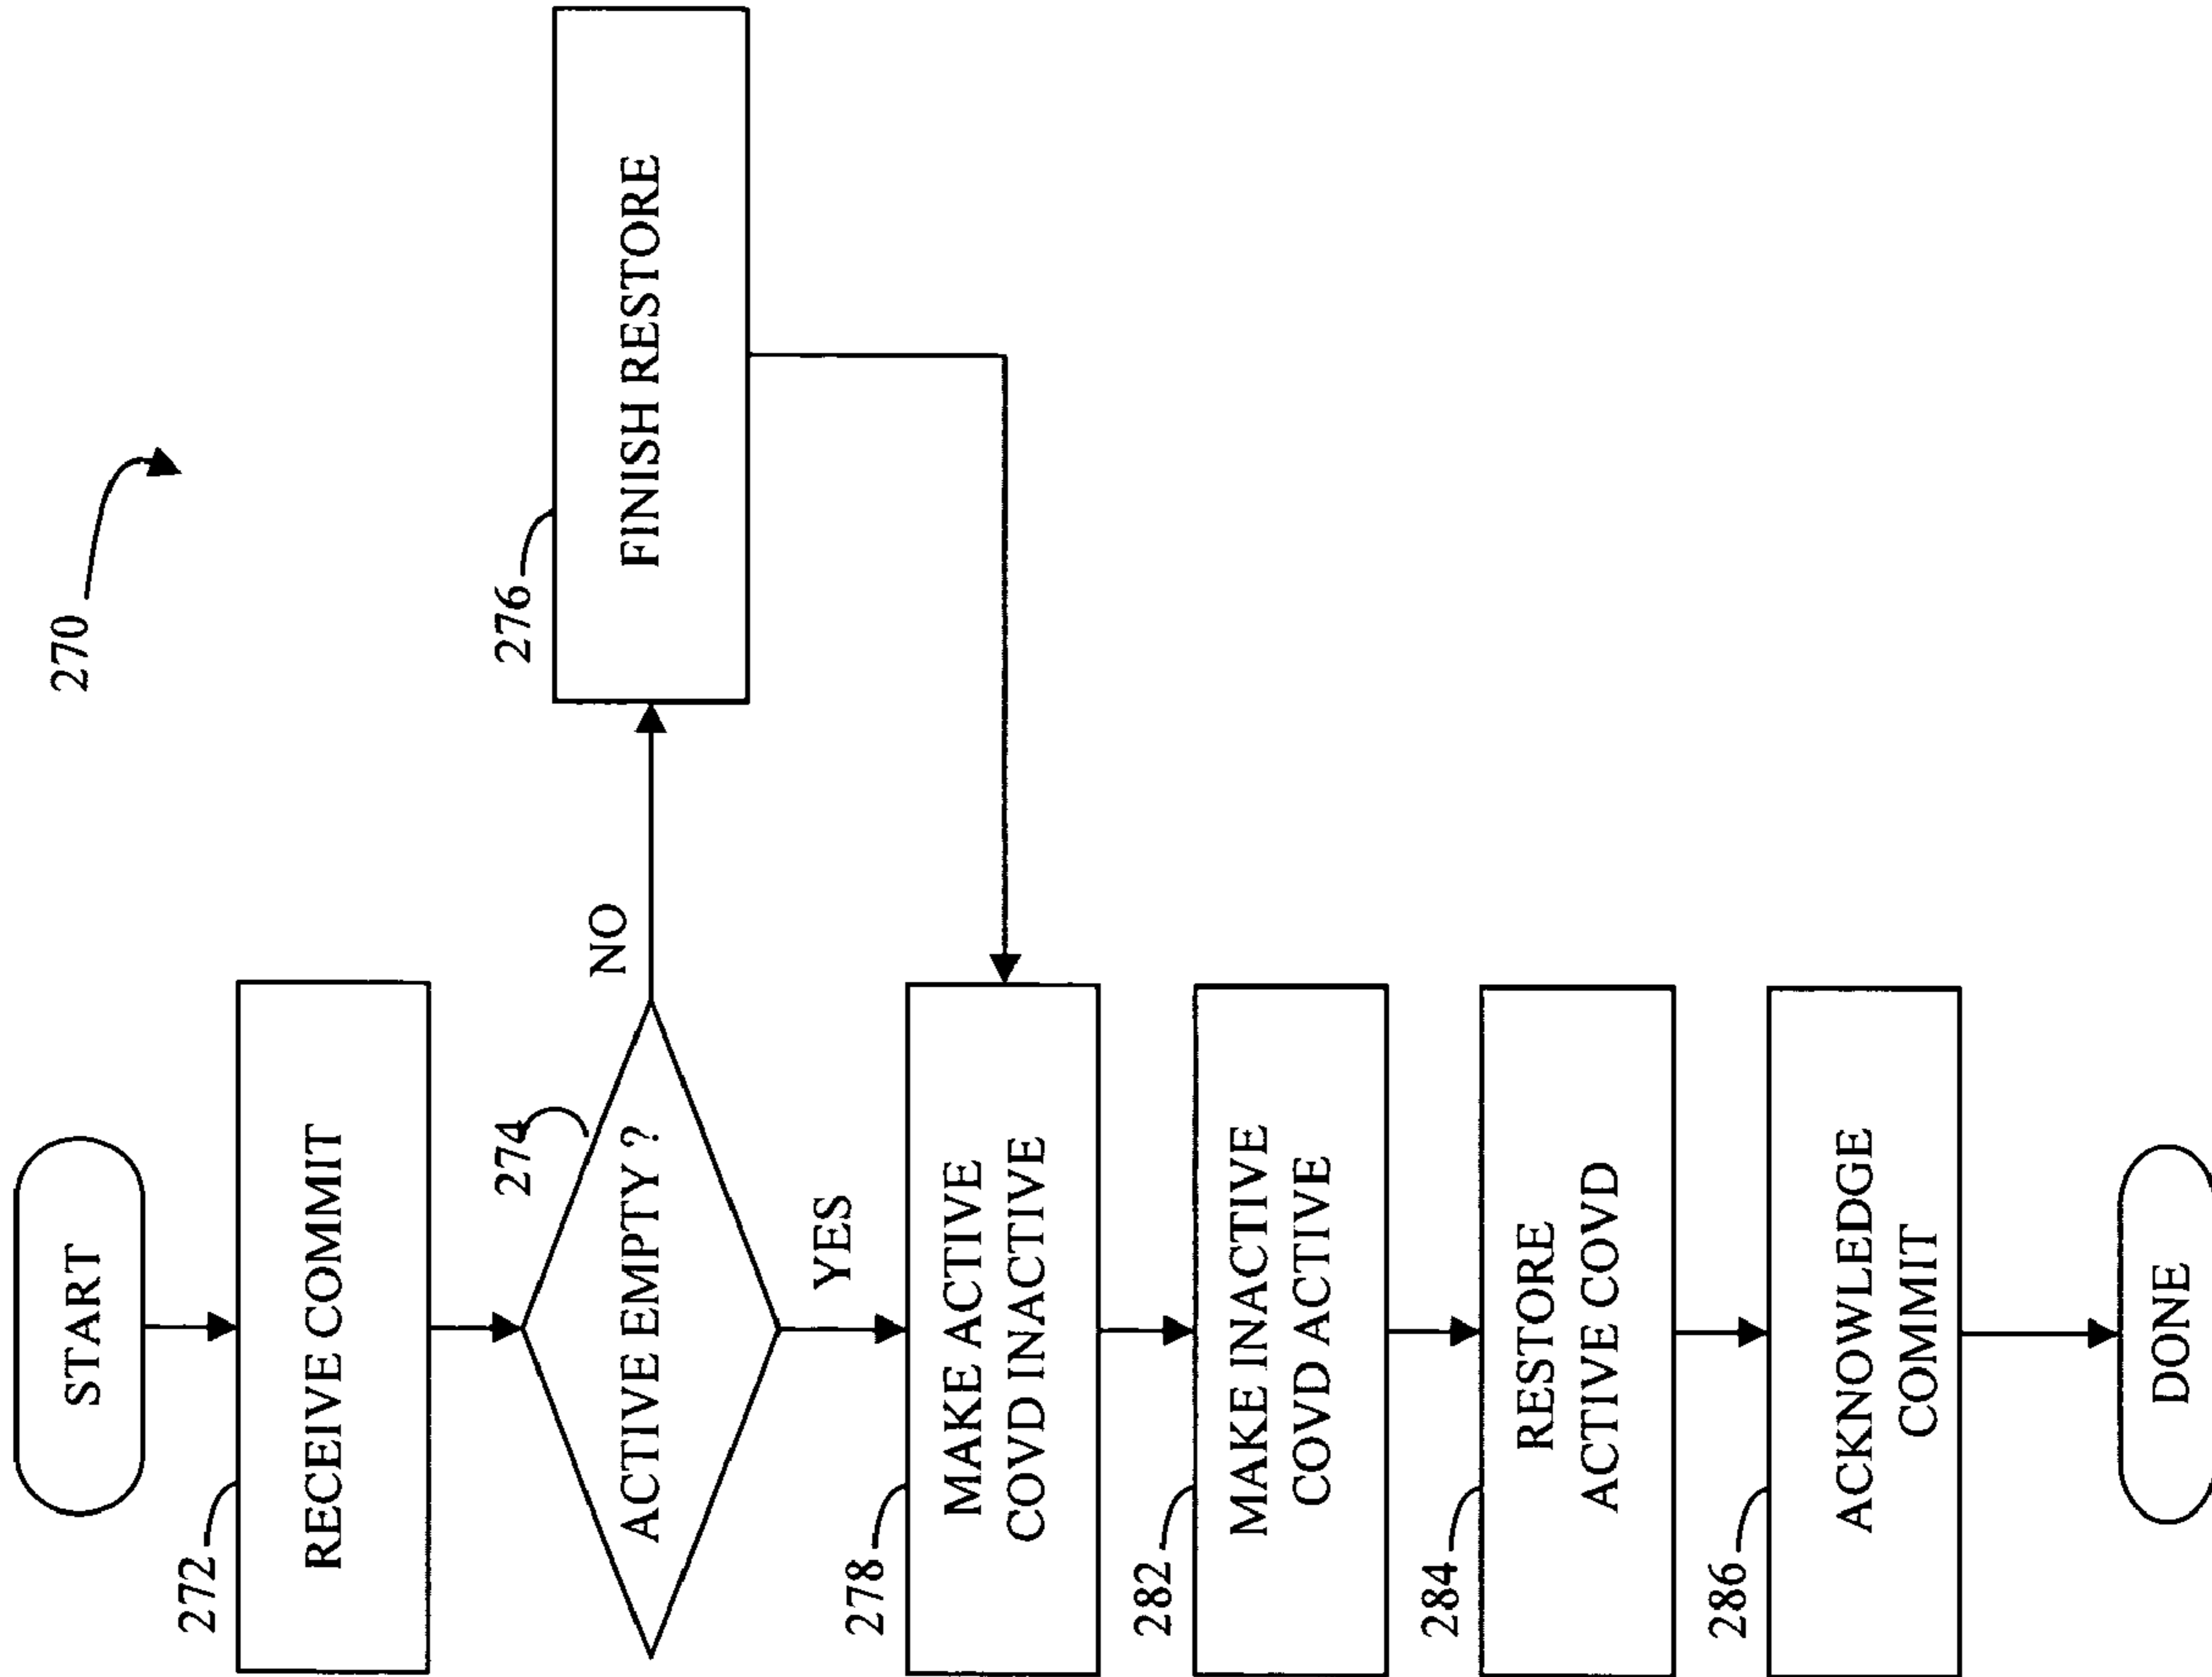 270
START
272
RECEIVE COMMIT
274
ACTIVE EMPTY ?
NO
276
FINISH RESTORE
YES
278
MAKE ACTIVE
COVD INACTIVE
282
MAKE INACTIVE
COVD ACTIVE
284
RESTORE
ACTIVE COVD
286
ACKNOWLEDGE
COMMIT
DONE